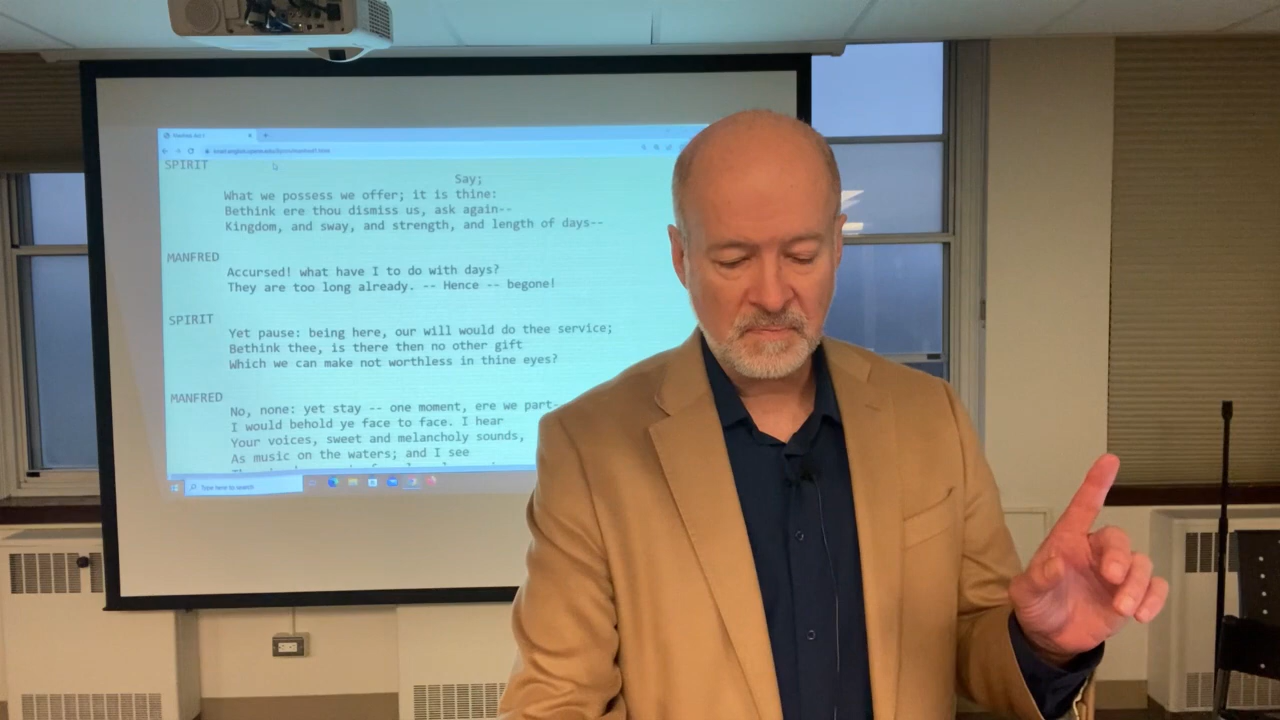 Manfred: Act I
SPIRIT
Say;
What we possess we offer; it is thine:
Bethink ere thou dismiss us, ask again--
Kingdom, and sway, and strength, and length of days--
MANFRED
Accursed! what have I to do with days?
They are too long already. -- Hence -- begone!
SPIRIT
Yet pause: being here, our will would do thee service;
Bethink thee, is there then no other gift
Which we can make not worthless in thine eyes?
MANFRED
No, none: yet stay -- one moment, ere we part--
I would behold ye face to face. I hear
Your voices, sweet and melancholy sounds,
As music on the waters; and I see
Type here to search